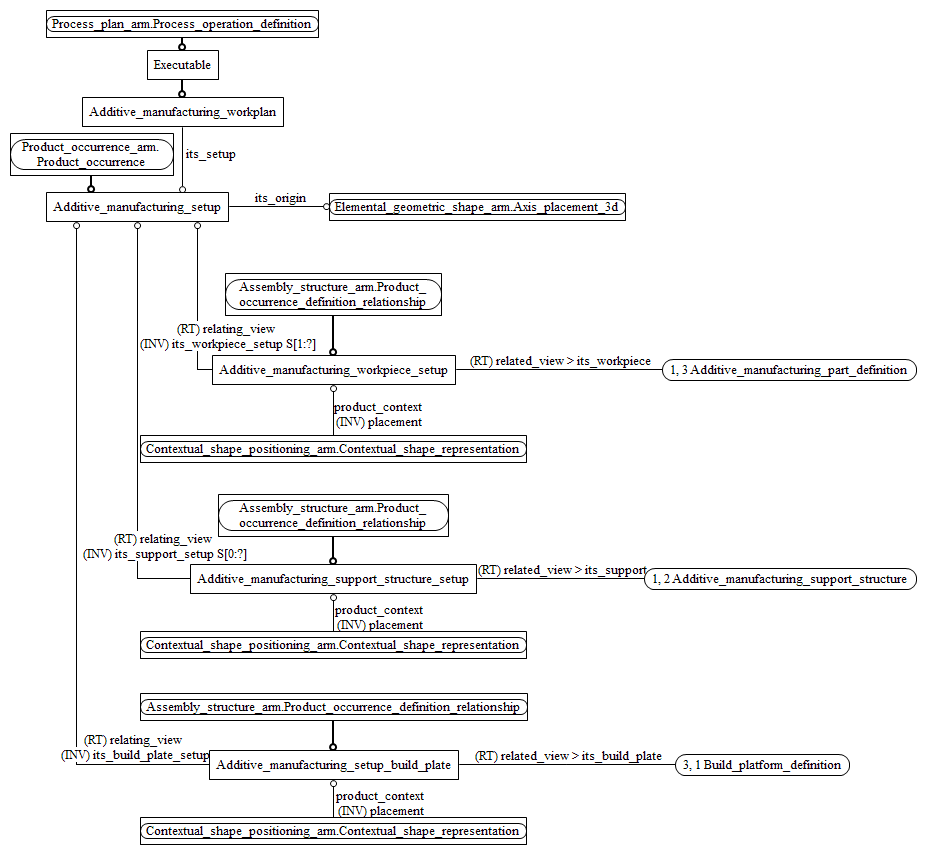 Process_plan_arm.Process_operation_definition
Executable
Additive_manufacturing_workplan
Product_occurrence_arm.
Product_occurrence
its_setup
Additive_manufacturing_setup
its_origin
Elemental_geometric_shape_arm.Axis_placement_3d
Assembly_structure_arm.Product_
occurrence_definition_relationship
(RT) relating_view
(INV) its_workpiece_setup S[1:?]
Additive_manufacturing_workpiece_setup
(RT) related_view > its_workpiece
1, 3 Additive_manufacturing_part_definition
product_context
(INV) placement
Contextual_shape_positioning_arm.Contextual_shape_representation
Assembly_structure_arm.Product_
occurrence_definition_relationship
(RT) relating_view
(INV) its_support_setup S[0:?]
Additive_manufacturing_support_structure_setup
(RT) related_view > its_support
1, 2 Additive_manufacturing_support_structure
product_context
(INV) placement
Contextual_shape_positioning_arm.Contextual_shape_representation
Assembly_structure_arm.Product_occurrence_definition_relationship
(RT) relating_view
(INV) its_build_plate_setup
Additive_manufacturing_setup_build_plate
(RT) related_view > its_build_plate
3, 1 Build_platform_definition
product_context
(INV) placement
Contextual_shape_positioning_arm.Contextual_shape_representation